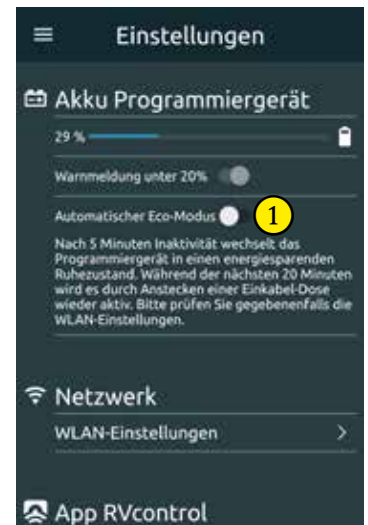 Einstellungen
Akku Programmiergerät
29 %
Warnmeldung unter 20%
Automatischer Eco-Modus 1
Nach 5 Minuten Inaktivität wechselt das
Programmiergerät in einen energiesparenden
Ruhezustand. Während der nächsten 20 Minuten
wird es durch Anstecken einer Einkabel-Dose
wieder aktiv. Bitte prüfen Sie gegebenenfalls die
WLAN-Einstellungen.
Netzwerk
WLAN-Einstellungen
App RVcontrol